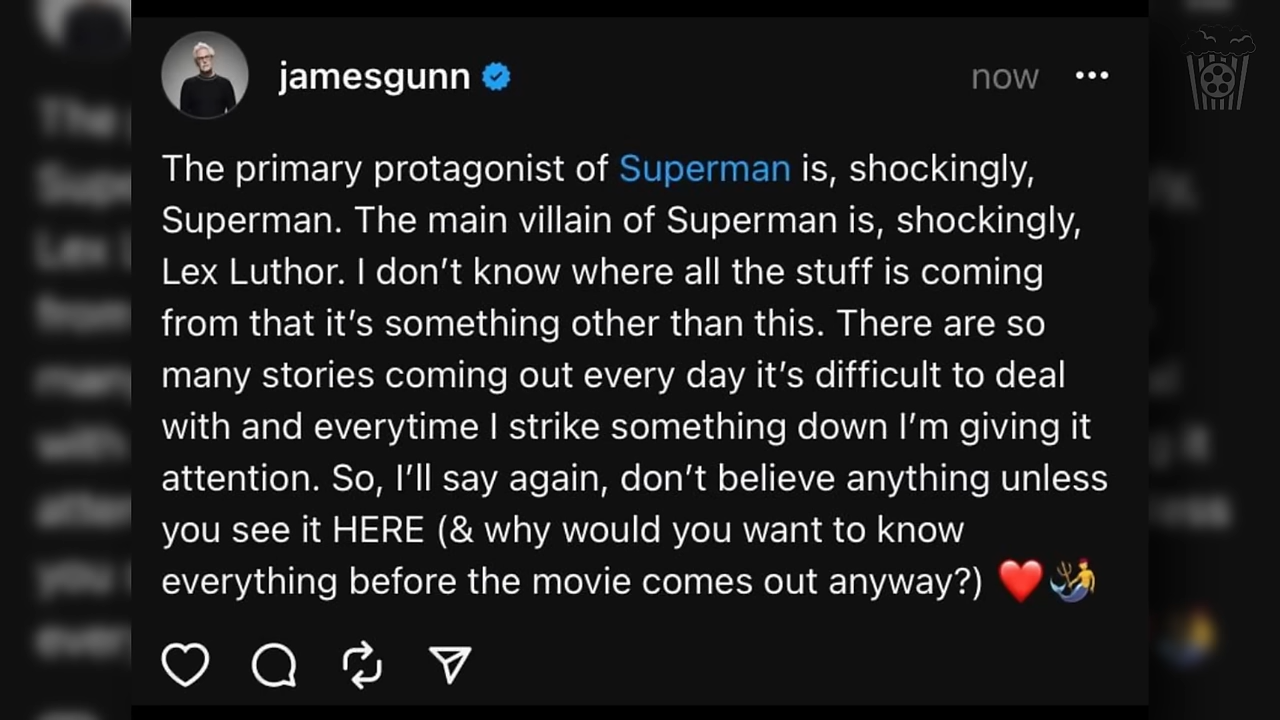 jamesgunn
now
The primary protagonist of Superman is, shockingly,
Superman. The main villain of Superman is, shockingly,
Lex Luthor. I don’t know where all the stuff is coming
from that it’s something other than this. There are so
many stories coming out every day it’s difficult to deal
with and everytime I strike something down I’m giving it
attention. So, I’ll say again, don’t believe anything unless
you see it HERE (& why would you want to know
everything before the movie comes out anyway?) ❤️🧜‍♂️